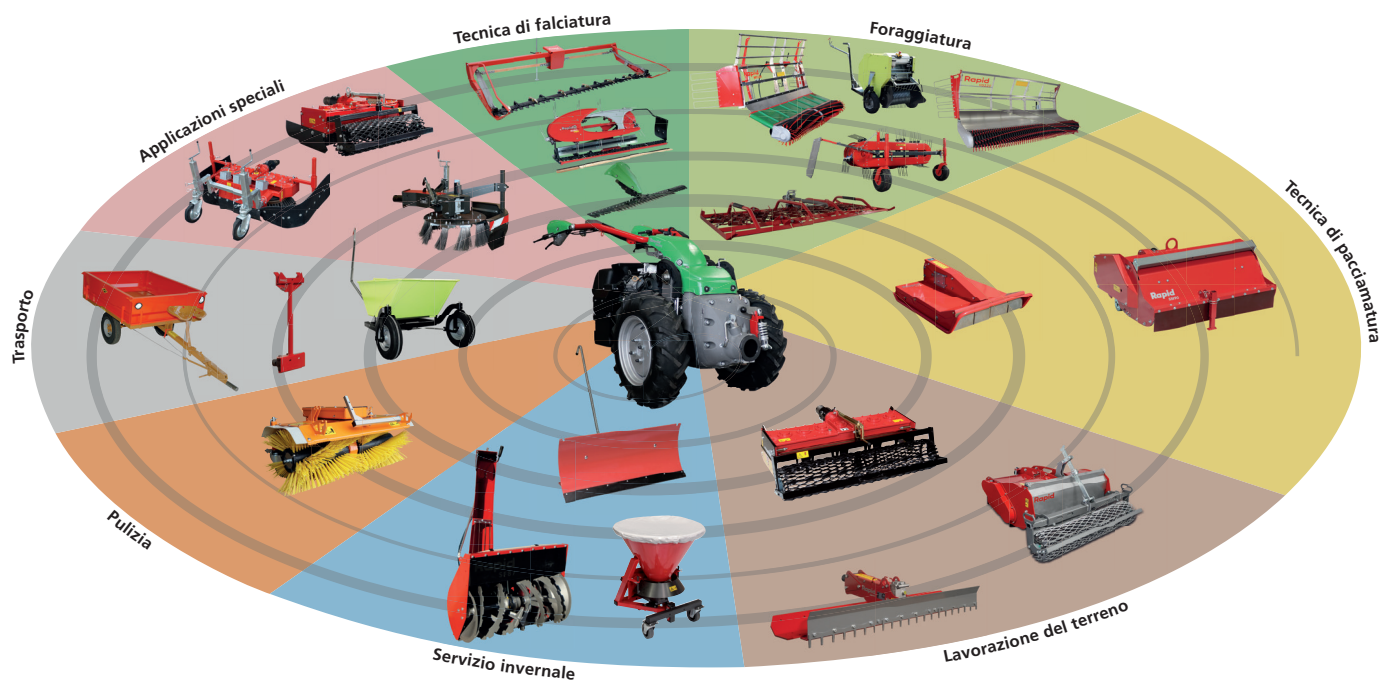 Tecnica di falciatura
Foraggiatura
Applicazioni speciali
Rapid
Rapid
Tecnica di pacciamatura
Rapid
Trasporto
Rapid
Pulizia
Lavorazione del terreno
Servizio invernale